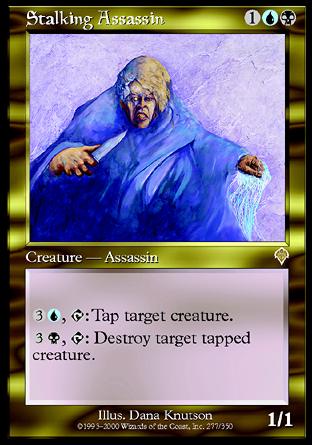 Stalking Assassin 1
Creature — Assassin
3, : Tap target creature.
3, : Destroy target tapped
creature.
Illus. Dana Knutson
©1993-2000 Wizards of the Coast, Inc. 277/350
1/1